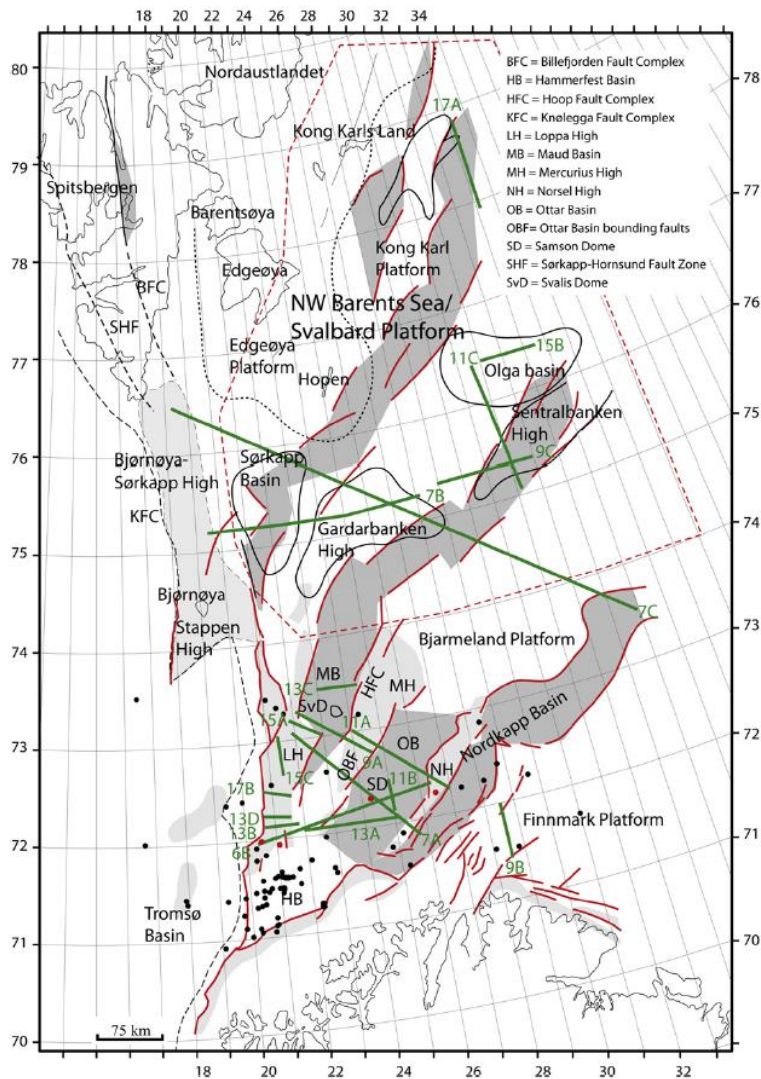 18 20 22 24 26 28 30 31 34
80
79
78
77
76
75
74
73
72
71
70
78
77
76
75
74
73
72
71
70
18 20 22 24 26 28 30 32
BFC = Billefjorden Fault Complex
HB = Hammerfest Basin
HFC = Hoop Fault Complex
KFC = Knølegga Fault Complex
LH = Loppa High
MB = Maud Basin
MH = Mercurius High
NH = Norsel High
OB = Ottar Basin
OBF= Ottar Basin bounding faults
SD = Samson Dome
SHF = Sørkapp-Hornsund Fault Zone
SvD = Svalis Dome
Nordaustlandet
17A
Kong Karls Land
Spitsbergen
Barentsøya
Kong Karl
Platform
Edgeøya
BFC
NW Barents Sea/
Svalbard Platform
SHF
Edgeøya
Platform
Hopen
15B
11C
Olga basin
Sentralbanken
High
9C
Bjørnøya-
Sørkapp High
Sørkapp
Basin
7B
KFC
Gardarbanken
High
Bjørnøya
Stappen
High
7C
Bjarmeland Platform
MB
13C
HFC
MH
SvD
15A
11A
OB
Nordkapp Basin
LH
OBF
9A
NH
15C
SD
11B
17B
13D
13B
13A
7A
6B
Finnmark Platform
9B
HB
Tromsø
Basin
75 km